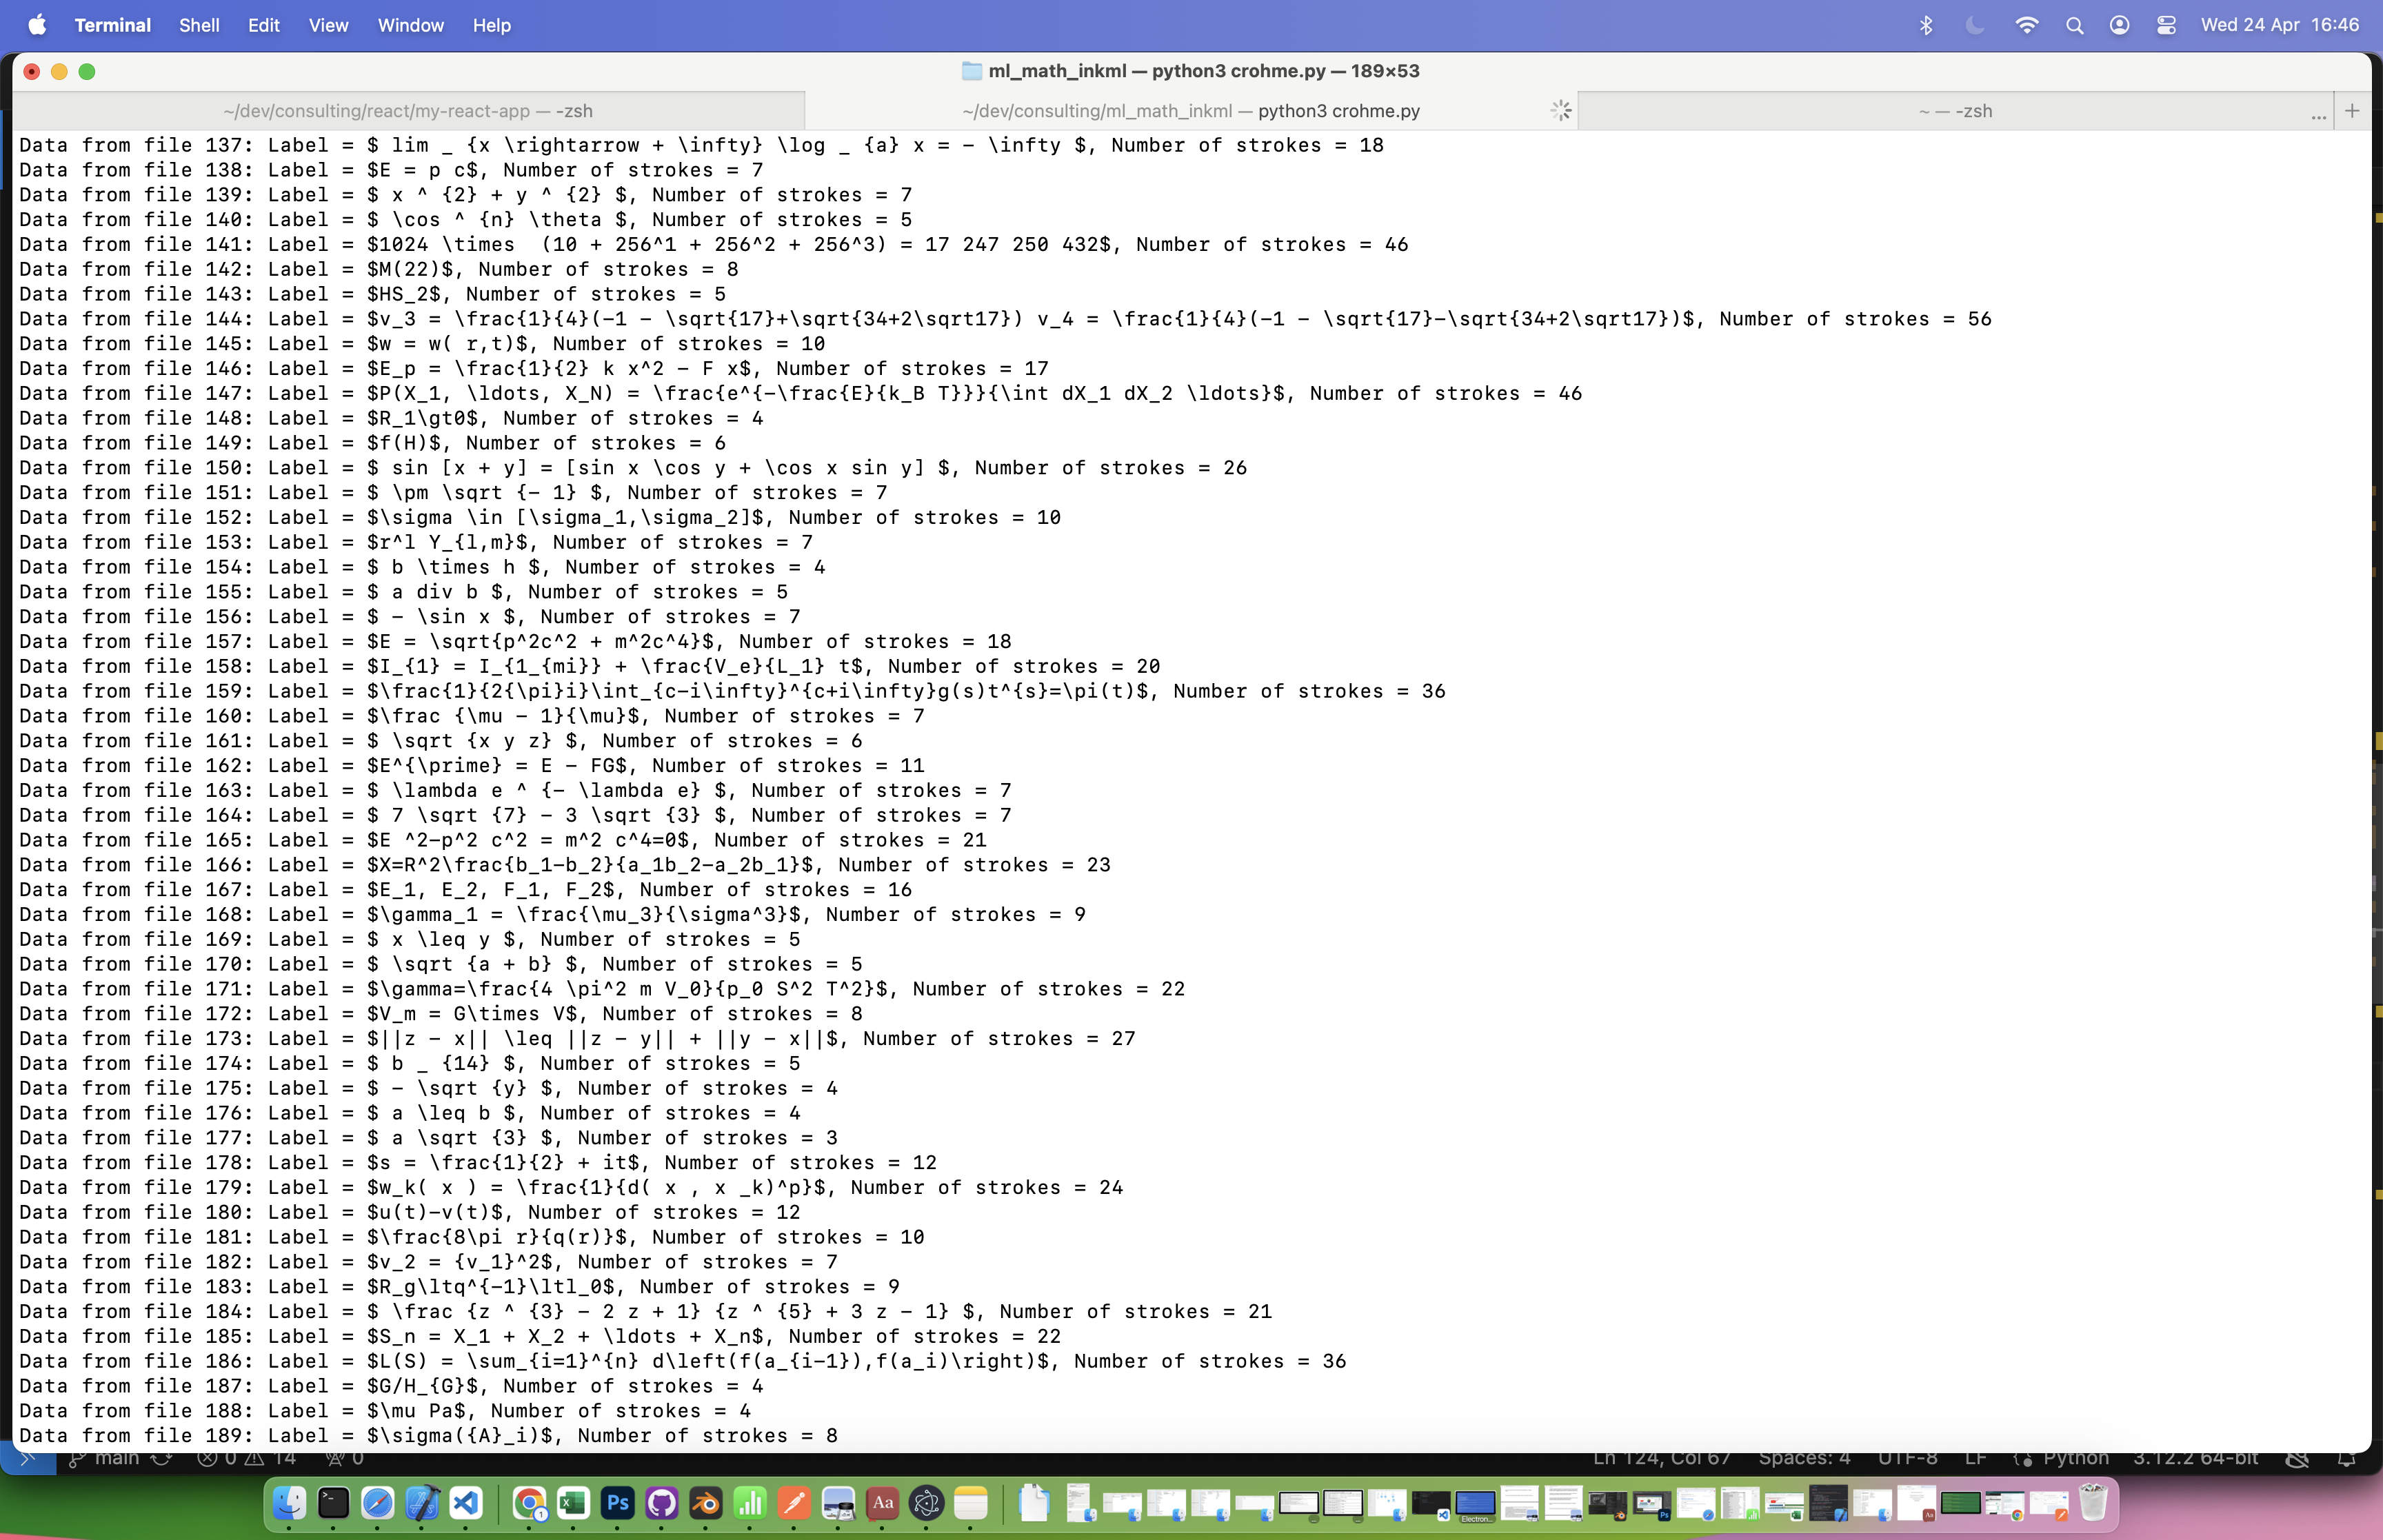 Terminal Shell Edit View Window Help Wed 24 Apr 16:46
ml_math_inkml — python3 crohme.py — 189×53
~/dev/consulting/react/my-react-app — -zsh ~/dev/consulting/ml_math_inkml — python3 crohme.py ~ — -zsh ... +
Data from file 137: Label = $ lim _ {x \rightarrow + \infty} \log _ {a} x = - \infty $, Number of strokes = 18
Data from file 138: Label = $E = p c$, Number of strokes = 7
Data from file 139: Label = $ x ^ {2} + y ^ {2} $, Number of strokes = 7
Data from file 140: Label = $ \cos ^ {n} \theta $, Number of strokes = 5
Data from file 141: Label = $1024 \times  (10 + 256^1 + 256^2 + 256^3) = 17 247 250 432$, Number of strokes = 46
Data from file 142: Label = $M(22)$, Number of strokes = 8
Data from file 143: Label = $HS_2$, Number of strokes = 5
Data from file 144: Label = $v_3 = \frac{1}{4}(-1 - \sqrt{17}+\sqrt{34+2\sqrt17}) v_4 = \frac{1}{4}(-1 - \sqrt{17}-\sqrt{34+2\sqrt17})$, Number of strokes = 56
Data from file 145: Label = $w = w( r,t)$, Number of strokes = 10
Data from file 146: Label = $E_p = \frac{1}{2} k x^2 - F x$, Number of strokes = 17
Data from file 147: Label = $P(X_1, \ldots, X_N) = \frac{e^{-\frac{E}{k_B T}}}{\int dX_1 dX_2 \ldots}$, Number of strokes = 46
Data from file 148: Label = $R_1\gt0$, Number of strokes = 4
Data from file 149: Label = $f(H)$, Number of strokes = 6
Data from file 150: Label = $ sin [x + y] = [sin x \cos y + \cos x sin y] $, Number of strokes = 26
Data from file 151: Label = $ \pm \sqrt {- 1} $, Number of strokes = 7
Data from file 152: Label = $\sigma \in [\sigma_1,\sigma_2]$, Number of strokes = 10
Data from file 153: Label = $r^l Y_{l,m}$, Number of strokes = 7
Data from file 154: Label = $ b \times h $, Number of strokes = 4
Data from file 155: Label = $ a div b $, Number of strokes = 5
Data from file 156: Label = $ - \sin x $, Number of strokes = 7
Data from file 157: Label = $E = \sqrt{p^2c^2 + m^2c^4}$, Number of strokes = 18
Data from file 158: Label = $I_{1} = I_{1_{mi}} + \frac{V_e}{L_1} t$, Number of strokes = 20
Data from file 159: Label = $\frac{1}{2{\pi}i}\int_{c-i\infty}^{c+i\infty}g(s)t^{s}=\pi(t)$, Number of strokes = 36
Data from file 160: Label = $\frac {\mu - 1}{\mu}$, Number of strokes = 7
Data from file 161: Label = $ \sqrt {x y z} $, Number of strokes = 6
Data from file 162: Label = $E^{\prime} = E - FG$, Number of strokes = 11
Data from file 163: Label = $ \lambda e ^ {- \lambda e} $, Number of strokes = 7
Data from file 164: Label = $ 7 \sqrt {7} - 3 \sqrt {3} $, Number of strokes = 7
Data from file 165: Label = $E ^2-p^2 c^2 = m^2 c^4=0$, Number of strokes = 21
Data from file 166: Label = $X=R^2\frac{b_1-b_2}{a_1b_2-a_2b_1}$, Number of strokes = 23
Data from file 167: Label = $E_1, E_2, F_1, F_2$, Number of strokes = 16
Data from file 168: Label = $\gamma_1 = \frac{\mu_3}{\sigma^3}$, Number of strokes = 9
Data from file 169: Label = $ x \leq y $, Number of strokes = 5
Data from file 170: Label = $ \sqrt {a + b} $, Number of strokes = 5
Data from file 171: Label = $\gamma=\frac{4 \pi^2 m V_0}{p_0 S^2 T^2}$, Number of strokes = 22
Data from file 172: Label = $V_m = G\times V$, Number of strokes = 8
Data from file 173: Label = $||z - x|| \leq ||z - y|| + ||y - x||$, Number of strokes = 27
Data from file 174: Label = $ b _ {14} $, Number of strokes = 5
Data from file 175: Label = $ - \sqrt {y} $, Number of strokes = 4
Data from file 176: Label = $ a \leq b $, Number of strokes = 4
Data from file 177: Label = $ a \sqrt {3} $, Number of strokes = 3
Data from file 178: Label = $s = \frac{1}{2} + it$, Number of strokes = 12
Data from file 179: Label = $w_k( x ) = \frac{1}{d( x , x _k)^p}$, Number of strokes = 24
Data from file 180: Label = $u(t)-v(t)$, Number of strokes = 12
Data from file 181: Label = $\frac{8\pi r}{q(r)}$, Number of strokes = 10
Data from file 182: Label = $v_2 = {v_1}^2$, Number of strokes = 7
Data from file 183: Label = $R_g\ltq^{-1}\ltl_0$, Number of strokes = 9
Data from file 184: Label = $ \frac {z ^ {3} - 2 z + 1} {z ^ {5} + 3 z - 1} $, Number of strokes = 21
Data from file 185: Label = $S_n = X_1 + X_2 + \ldots + X_n$, Number of strokes = 22
Data from file 186: Label = $L(S) = \sum_{i=1}^{n} d\left(f(a_{i-1}),f(a_i)\right)$, Number of strokes = 36
Data from file 187: Label = $G/H_{G}$, Number of strokes = 4
Data from file 188: Label = $\mu Pa$, Number of strokes = 4
Data from file 189: Label = $\sigma({A}_i)$, Number of strokes = 8
main 0 14 0 Ln 124, Col 67 Spaces: 4 UTF-8 LF Python 3.12.2 64-bit
Ps Aa